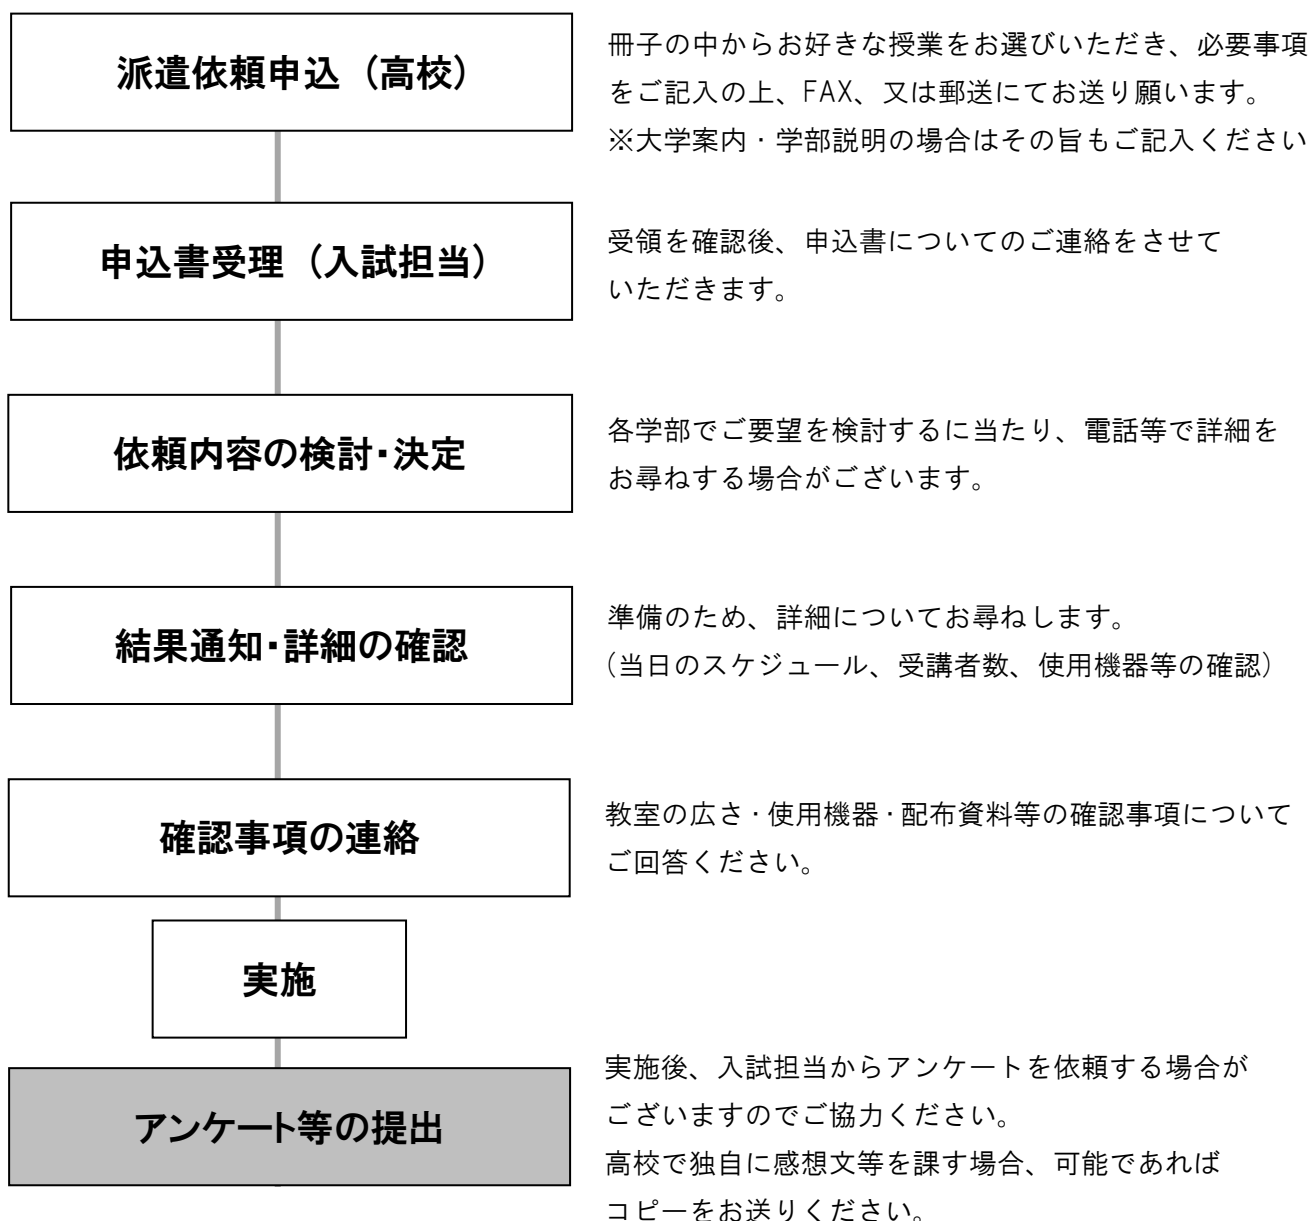 派遣依頼申込（高校）
冊子の中からお好きな授業をお選びいただき、必要事項
をご記入の上、FAX、又は郵送にてお送り願います。
※大学案内・学部説明の場合はその旨もご記入ください
申込書受理（入試担当）
受領を確認後、申込書についてのご連絡をさせて
いただきます。
依頼内容の検討・決定
各学部でご要望を検討するに当たり、電話等で詳細を
お尋ねする場合がございます。
結果通知・詳細の確認
準備のため、詳細についてお尋ねします。
（当日のスケジュール、受講者数、使用機器等の確認）
確認事項の連絡
教室の広さ・使用機器・配布資料等の確認事項について
ご回答ください。
実施
アンケート等の提出
実施後、入試担当からアンケートを依頼する場合が
ございますのでご協力ください。
高校で独自に感想文等を課す場合、可能であれば
コピーをお送りください。